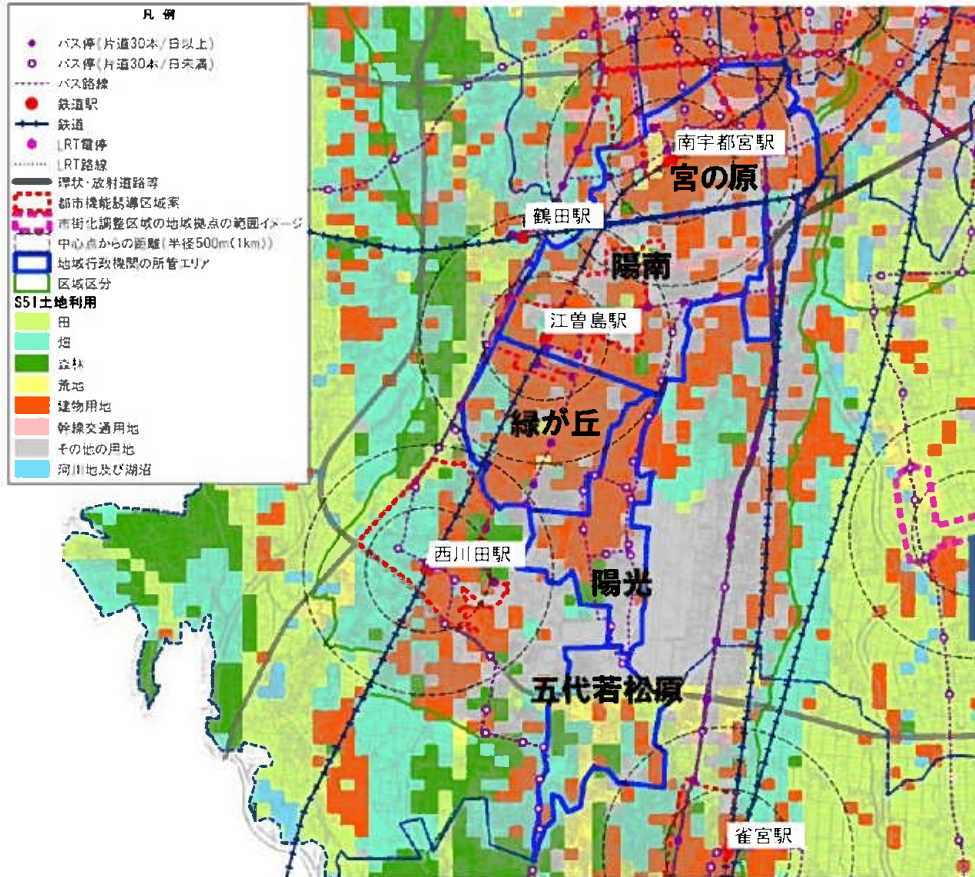 凡 例
バス停(片道30本/日以上)
バス停(片道30本/日未満)
バス路線
鉄道駅
鉄道
LRT電停
LRT路線
環状・放射道路等
都市機能誘導区域案
市街化調整区域の地域拠点の範囲イメージ
中心点からの距離(半径500m(1km))
地域行政機関の所管エリア
区域区分
S51土地利用
田
畑
森林
荒地
建物用地
幹線交通用地
その他の用地
河川地及び湖沼
南宇都宮駅
宮の原
鶴田駅
陽南
江曽島駅
緑が丘
西川田駅
陽光
五代若松原
雀宮駅